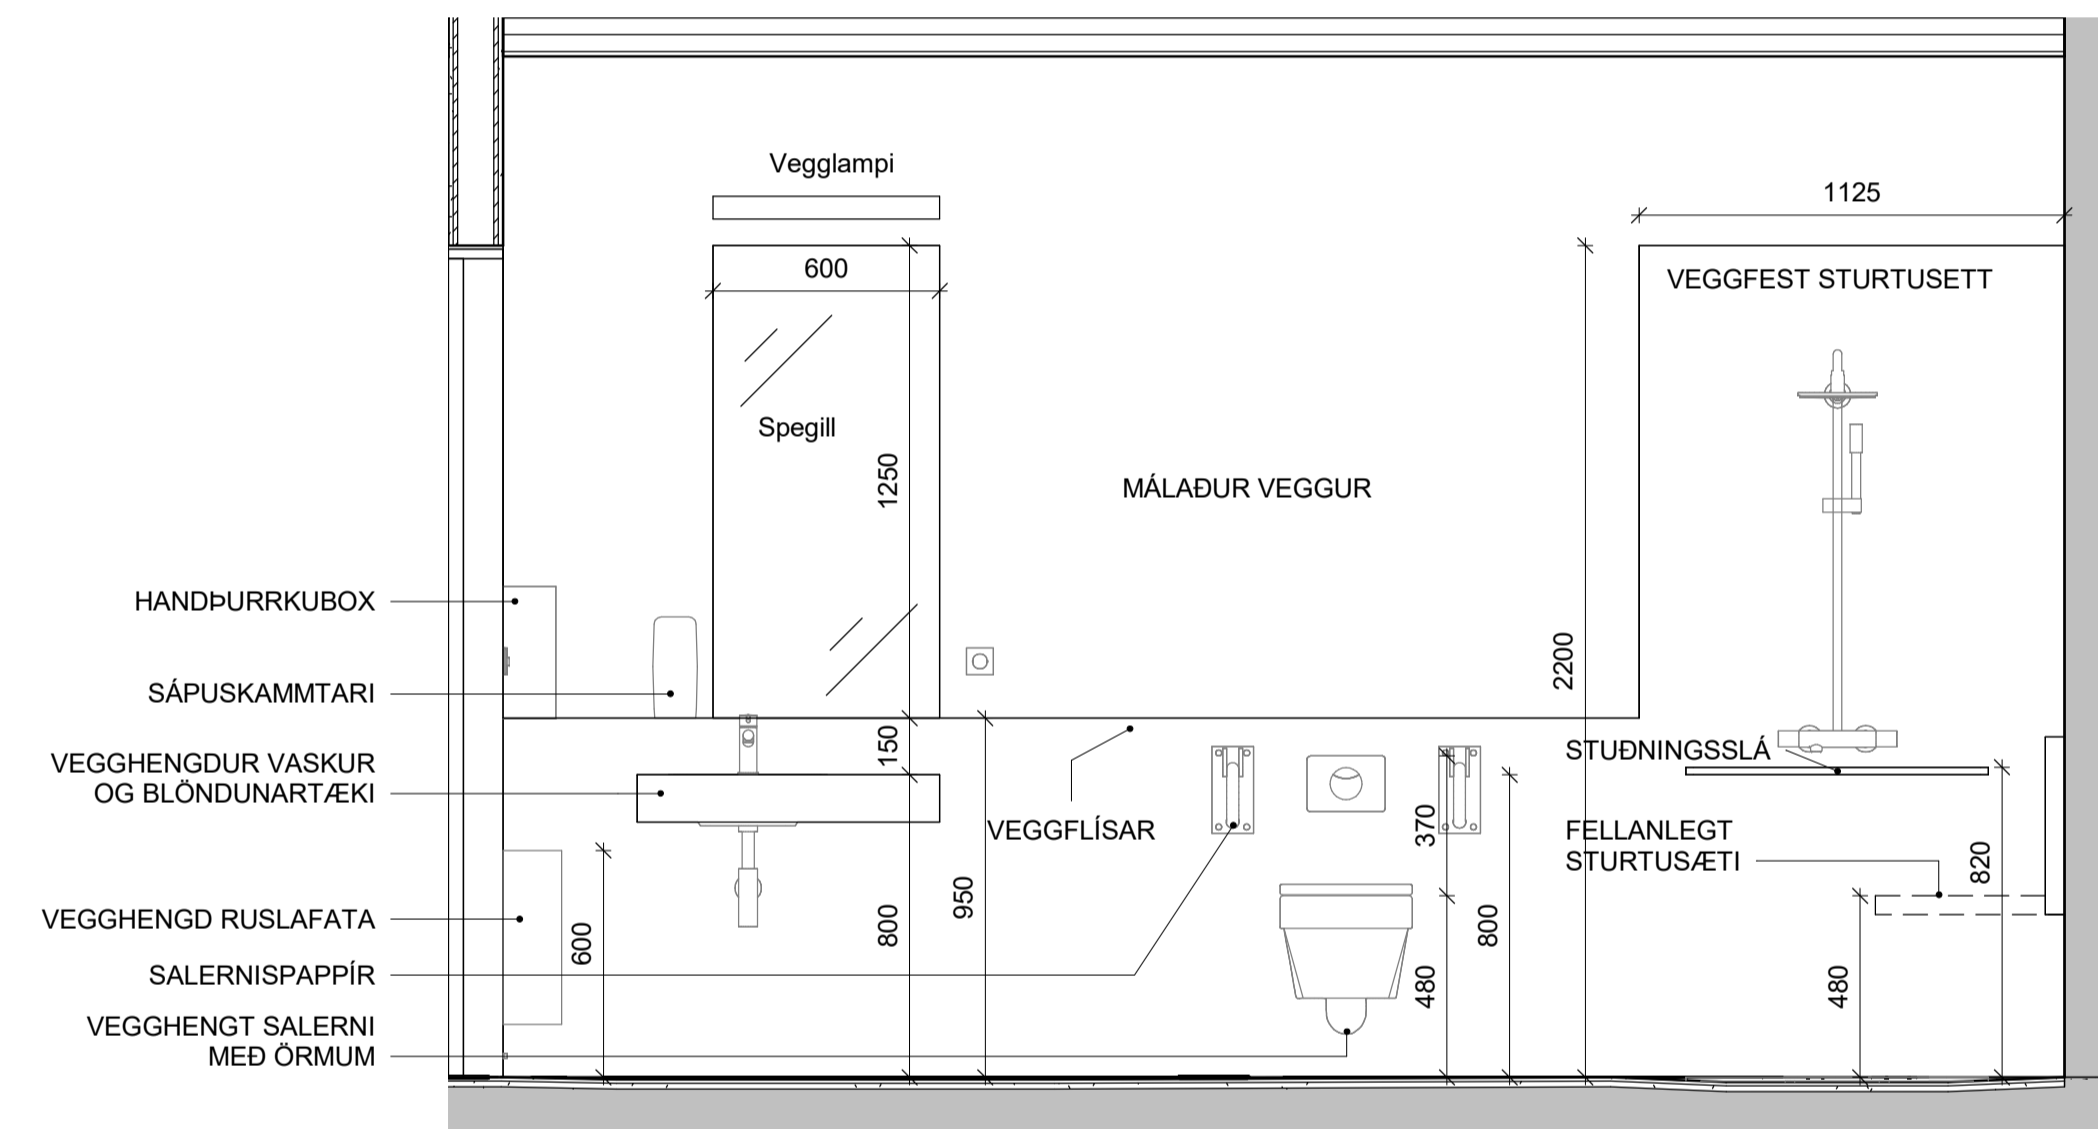 Vegglampi
1125
600
VEGGFEST STURTUSETT
Spegill
1250
MÁLAÐUR VEGGUR
HANDÞURRKUBOX
2200
SÁPUSKAMMTARI
150
STUÐNINGSSLÁ
VEGGHENGDUR VASKUR
OG BLÖNDUNARTÆKI
VEGGFLÍSAR
370
FELLANLEGT
STURTUSÆTI
820
950
VEGGHENGD RUSLAFATA
600
800
800
SALERNISPAPPÍR
480
480
VEGGHENGT SALERNI
MEÐ ÖRMUM